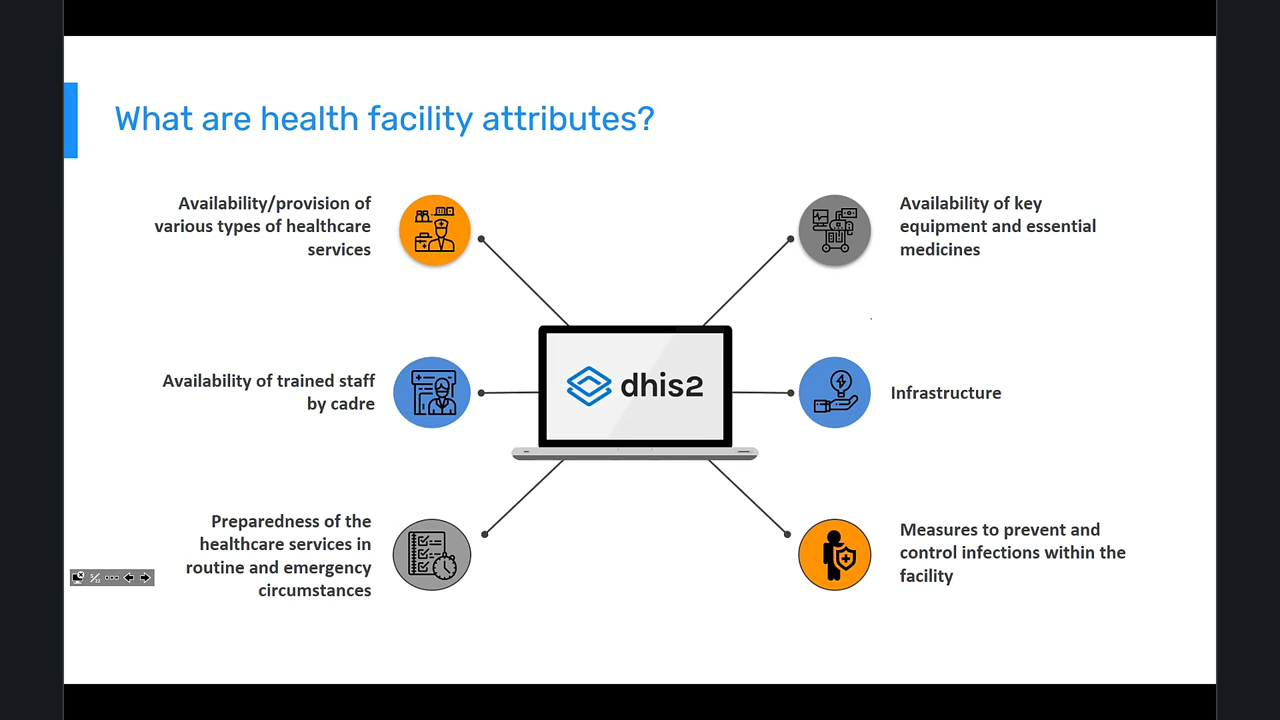 What are health facility attributes?
Availability/provision of
various types of healthcare
services
Availability of key
equipment and essential
medicines
Availability of trained staff
by cadre
dhis2
Infrastructure
Preparedness of the
healthcare services in
routine and emergency
circumstances
Measures to prevent and
control infections within the
facility